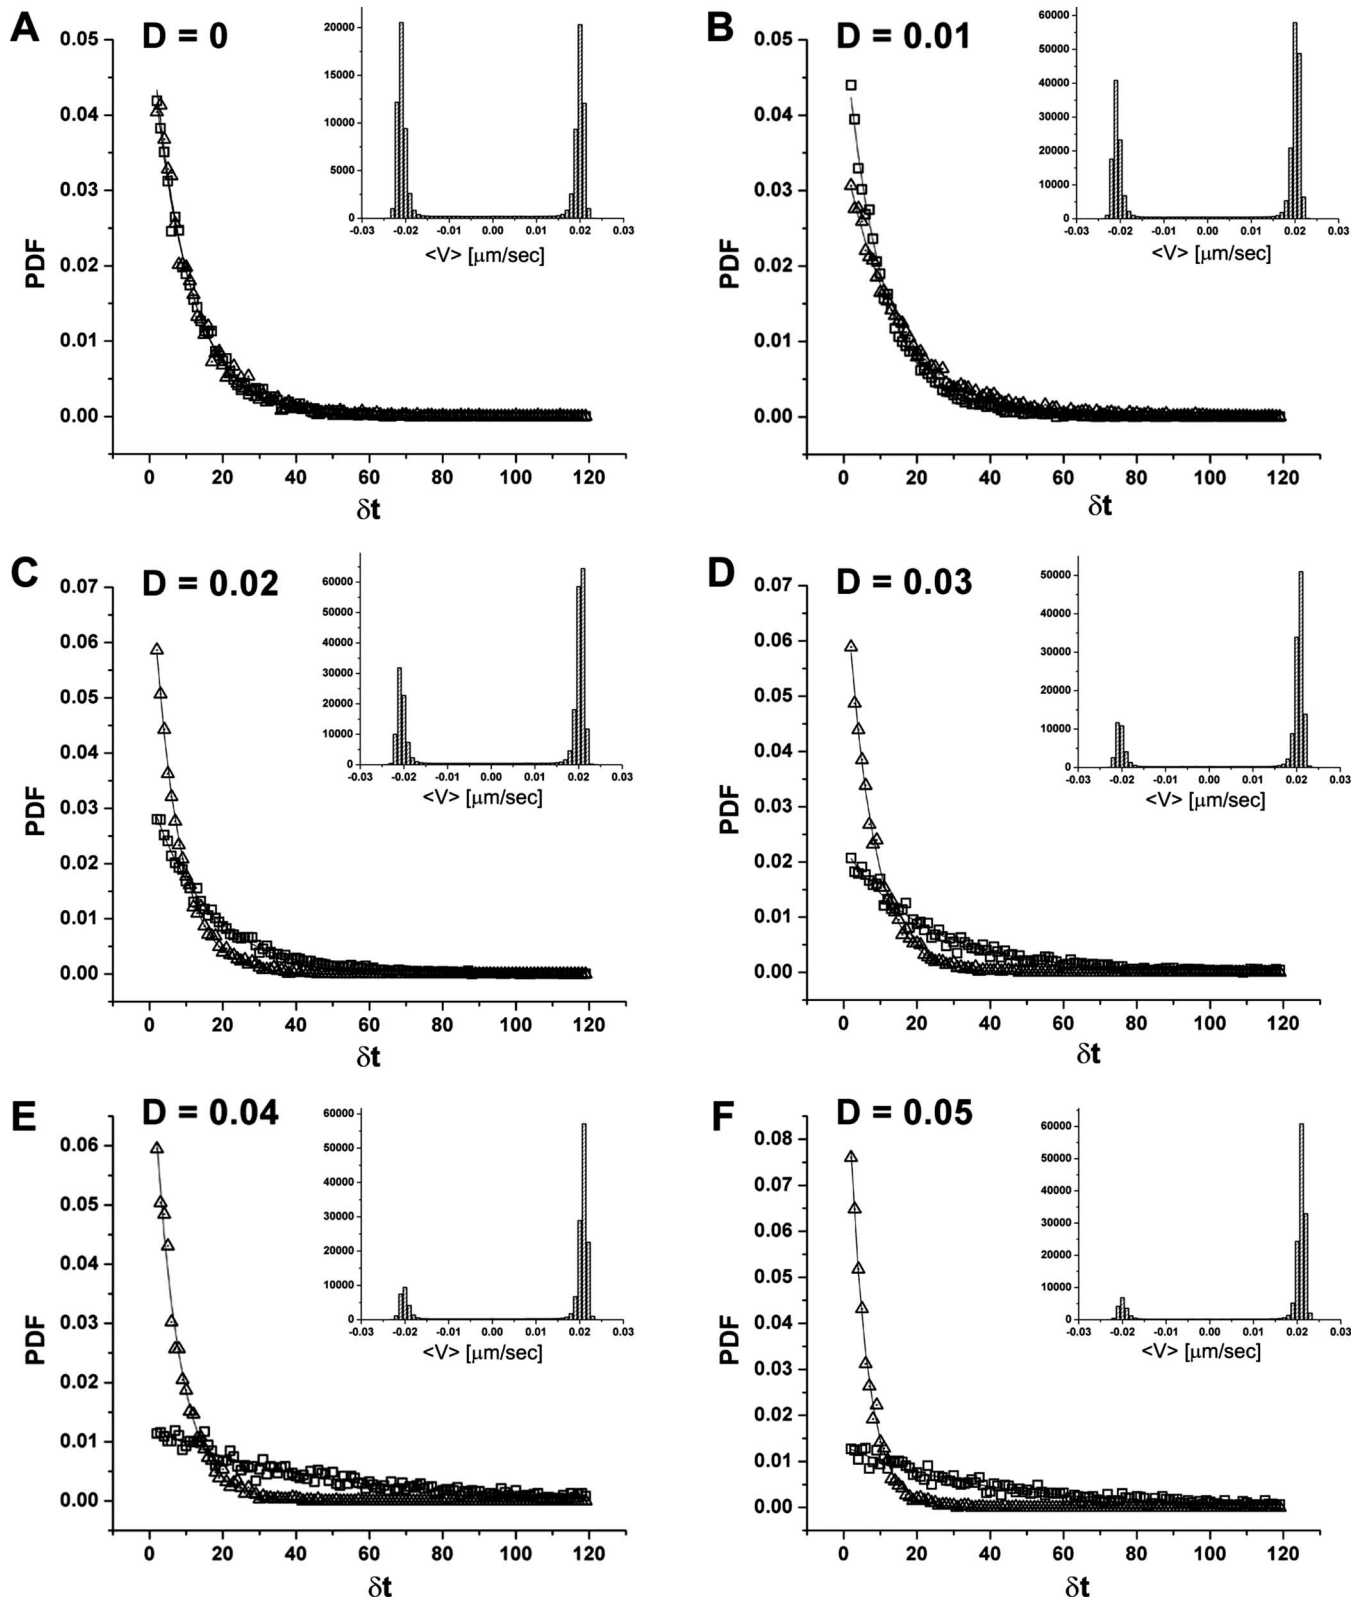 A
D = 0
0.05
0.04
0.03
0.02
0.01
0.00
PDF
0 20 40 60 80 100 120
δt
20000
15000
10000
5000
0
-0.03 -0.02 -0.01 0.00 0.01 0.02 0.03
<V> [μm/sec]
B
D = 0.01
0.05
0.04
0.03
0.02
0.01
0.00
PDF
0 20 40 60 80 100 120
δt
60000
50000
40000
30000
20000
10000
0
-0.03 -0.02 -0.01 0.00 0.01 0.02 0.03
<V> [μm/sec]
C
D = 0.02
0.07
0.06
0.05
0.04
0.03
0.02
0.01
0.00
PDF
0 20 40 60 80 100 120
δt
60000
50000
40000
30000
20000
10000
0
-0.03 -0.02 -0.01 0.00 0.01 0.02 0.03
<V> [μm/sec]
D
D = 0.03
0.07
0.06
0.05
0.04
0.03
0.02
0.01
0.00
PDF
0 20 40 60 80 100 120
δt
50000
40000
30000
20000
10000
0
-0.03 -0.02 -0.01 0.00 0.01 0.02 0.03
<V> [μm/sec]
E
D = 0.04
0.06
0.05
0.04
0.03
0.02
0.01
0.00
PDF
0 20 40 60 80 100 120
δt
60000
50000
40000
30000
20000
10000
0
-0.03 -0.02 -0.01 0.00 0.01 0.02 0.03
<V> [μm/sec]
F
D = 0.05
0.08
0.07
0.06
0.05
0.04
0.03
0.02
0.01
0.00
PDF
0 20 40 60 80 100 120
δt
60000
50000
40000
30000
20000
10000
0
-0.03 -0.02 -0.01 0.00 0.01 0.02 0.03
<V> [μm/sec]